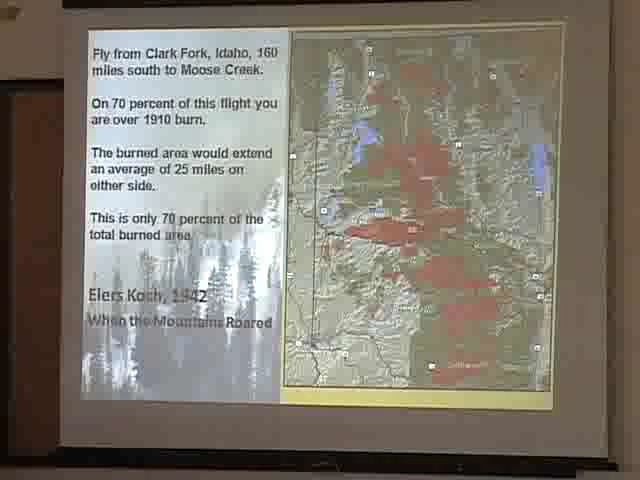 Fly from Clark Fork, Idaho, 160
miles south to Moose Creek.
On 70 percent of this flight you
are over 1910 burn.
The burned area would extend
an average of 25 miles on
either side.
This is only 70 percent of the
total burned area.
Elers Koch, 1942
When the Mountains Roared